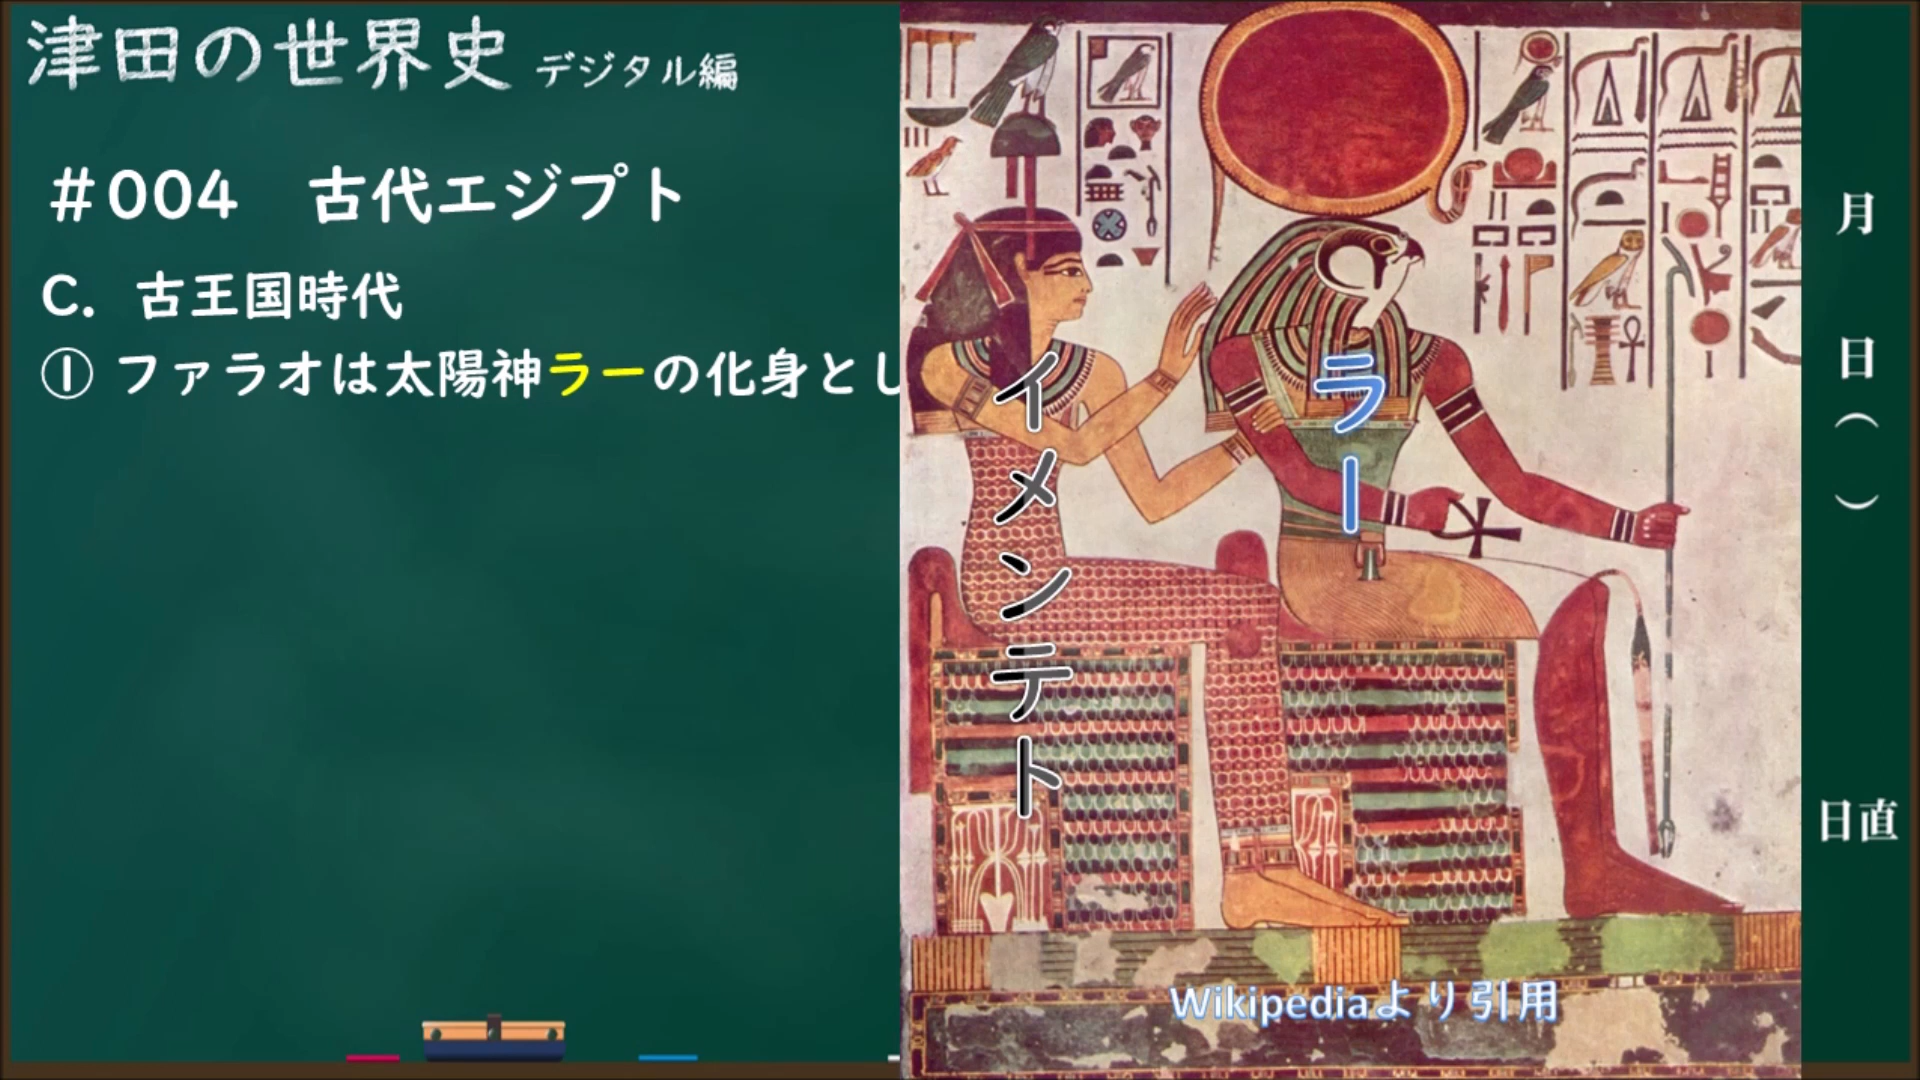 津田の世界史 デジタル編
#004 古代エジプト
C. 古王国時代
① ファラオは太陽神ラーの化身とし
イメンテト
ラー
Wikipediaより引用
月
日
（ ）
日直